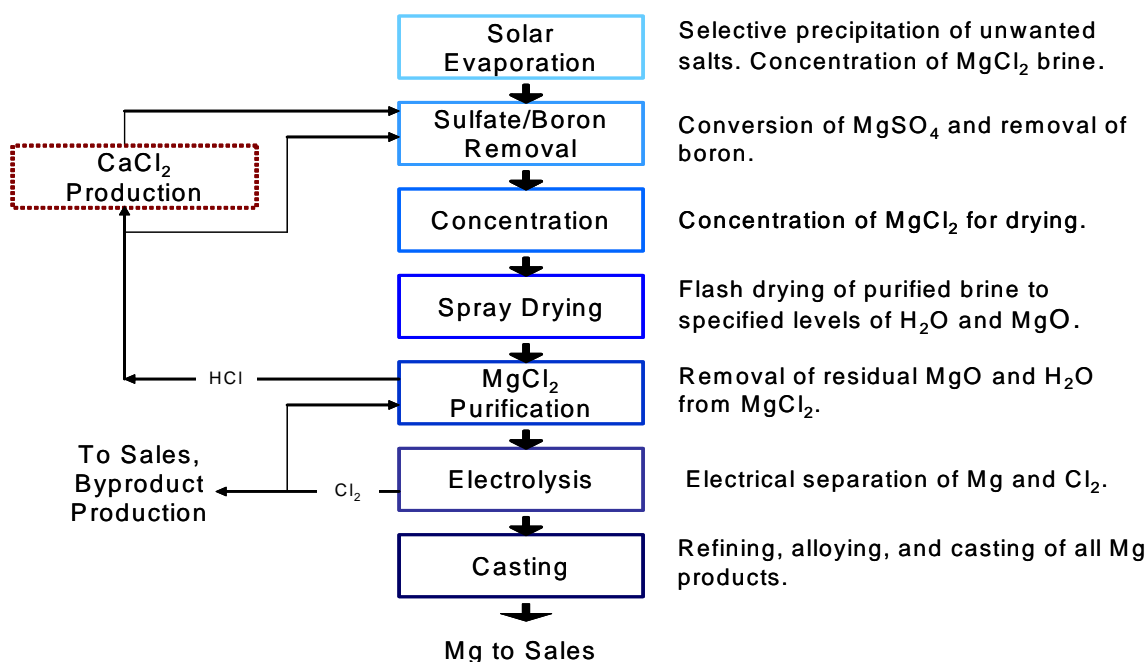 Solar
Evaporation
Selective precipitation of unwanted
salts. Concentration of MgCl₂ brine.
Sulfate/Boron
Removal
Conversion of MgSO₄ and removal of
boron.
CaCl₂
Production
Concentration
Concentration of MgCl₂ for drying.
Spray Drying
Flash drying of purified brine to
specified levels of H₂O and MgO.
HCl
MgCl₂
Purification
Removal of residual MgO and H₂O
from MgCl₂.
To Sales,
Byproduct
Production
Cl₂
Electrolysis
Electrical separation of Mg and Cl₂.
Casting
Refining, alloying, and casting of all Mg
products.
Mg to Sales